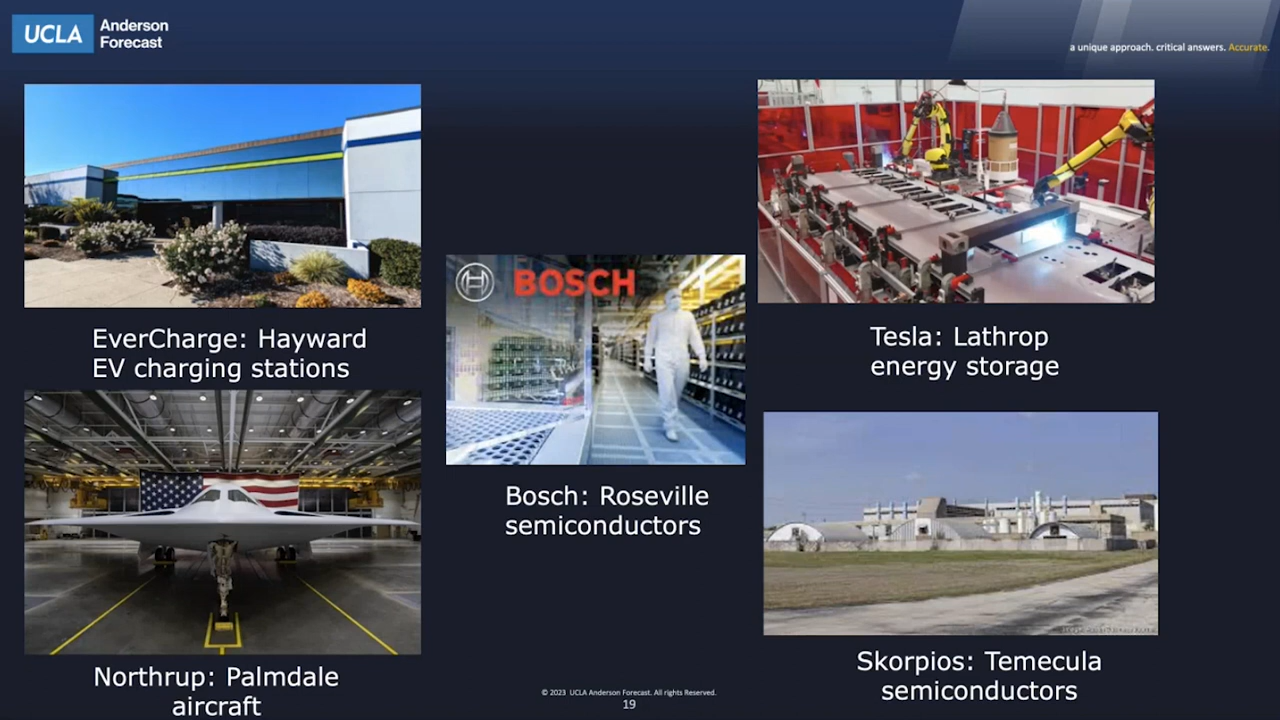 UCLA Anderson
Forecast
a unique approach. critical answers. Accurate.
EverCharge: Hayward
EV charging stations
BOSCH
Tesla: Lathrop
energy storage
Bosch: Roseville
semiconductors
Northrup: Palmdale
aircraft
Skorpios: Temecula
semiconductors
© 2023 UCLA Anderson Forecast. All rights Reserved.
19